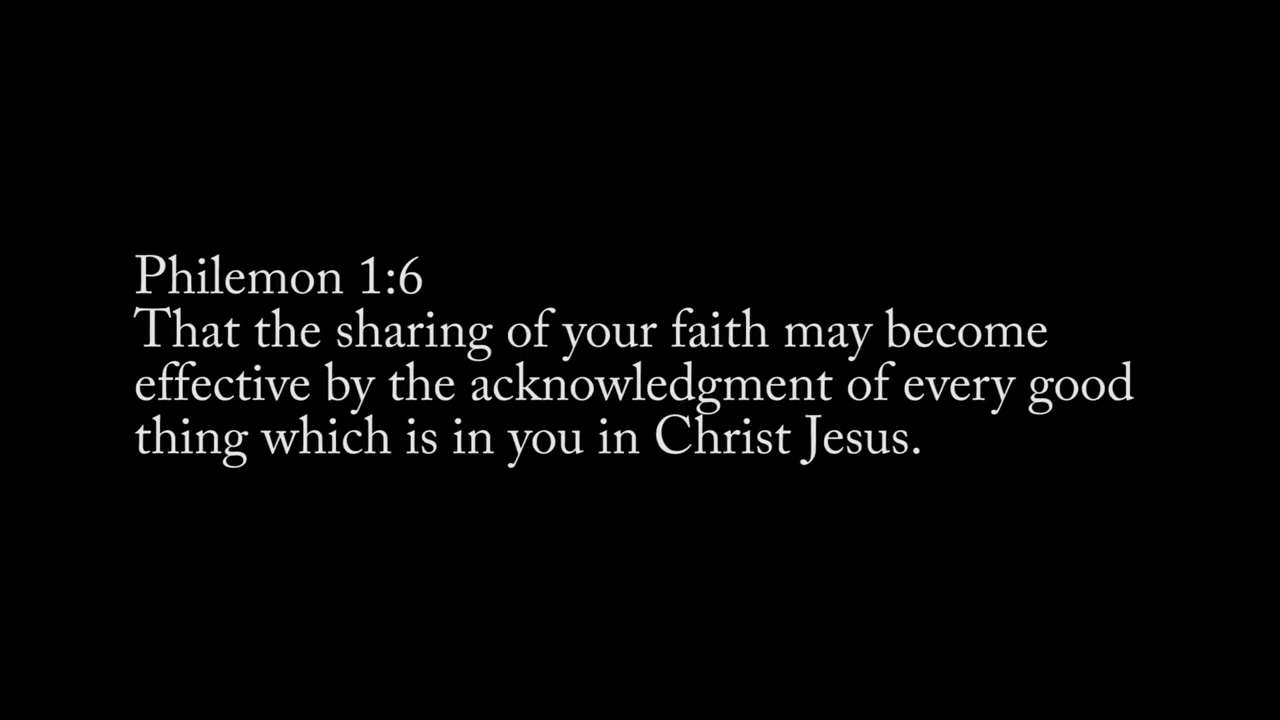 Philemon 1:6
That the sharing of your faith may become
effective by the acknowledgment of every good
thing which is in you in Christ Jesus.